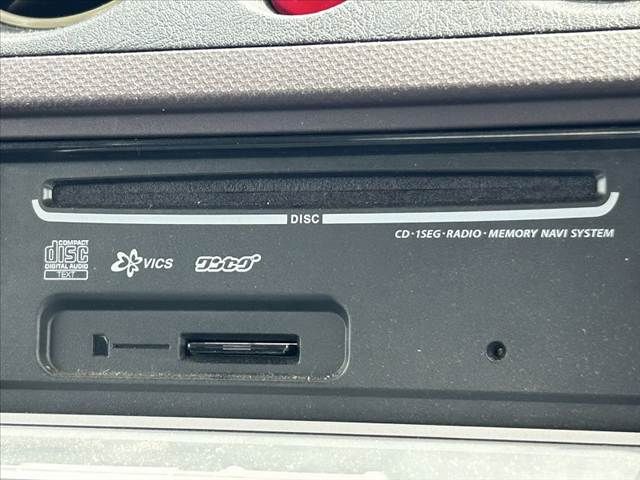 DISC
CD·1SEG·RADIO·MEMORY NAVI SYSTEM
COMPACT
disc
DIGITAL AUDIO
TEXT
VICS
ワンセグ